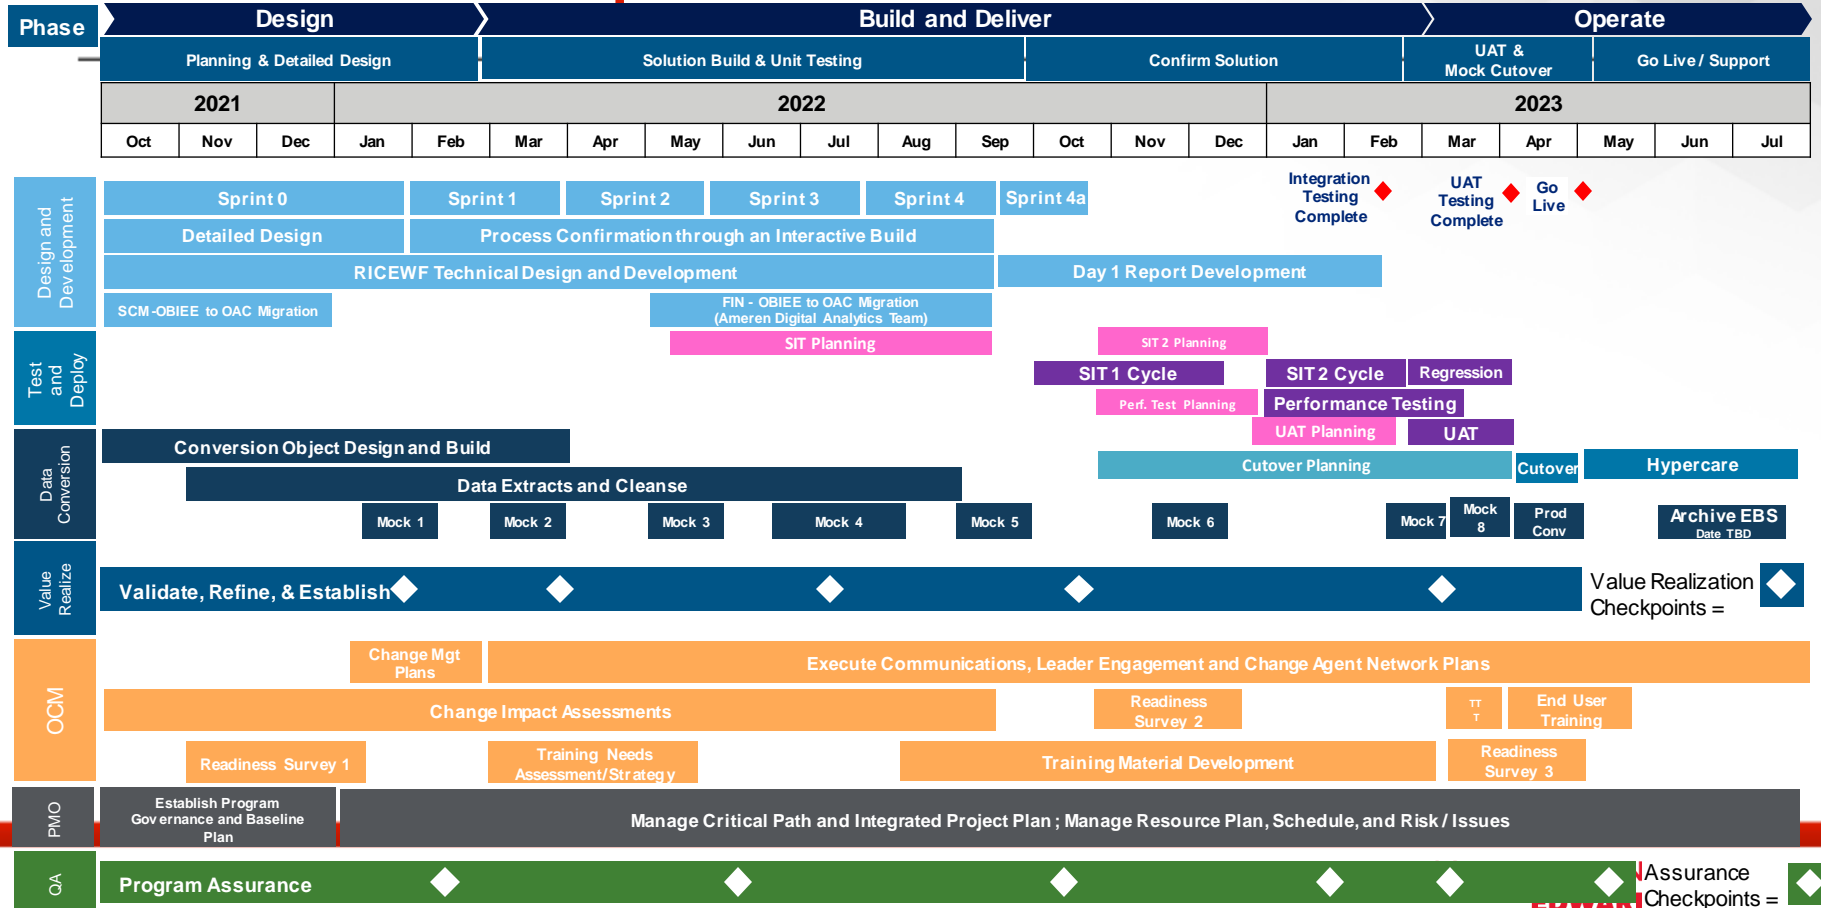 Phase
Design
Build and Deliver
Operate
Planning & Detailed Design
Solution Build & Unit Testing
Confirm Solution
UAT &
Mock Cutover
Go Live / Support
2021
2022
2023
Oct
Nov
Dec
Jan
Feb
Mar
Apr
May
Jun
Jul
Aug
Sep
Oct
Nov
Dec
Jan
Feb
Mar
Apr
May
Jun
Jul
Design and
Development
Sprint 0
Sprint 1
Sprint 2
Sprint 3
Sprint 4
Sprint 4a
Integration
Testing
Complete
UAT
Testing
Complete
Go
Live
Detailed Design
Process Confirmation through an Interactive Build
RICEWF Technical Design and Development
Day 1 Report Development
SCM-OBIEE to OAC Migration
FIN - OBIEE to OAC Migration
(Ameren Digital Analytics Team)
Test
and
Deploy
SIT Planning
SIT 2 Planning
SIT 1 Cycle
SIT 2 Cycle
Regression
Perf. Test Planning
Performance Testing
UAT Planning
UAT
Data
Conversion
Conversion Object Design and Build
Cutover Planning
Cutover
Hypercare
Data Extracts and Cleanse
Mock 1
Mock 2
Mock 3
Mock 4
Mock 5
Mock 6
Mock 7
Mock
8
Prod
Conv
Archive EBS
Date TBD
Value
Realize
Validate, Refine, & Establish
Value Realization
Checkpoints =
OCM
Change Mgt
Plans
Execute Communications, Leader Engagement and Change Agent Network Plans
Change Impact Assessments
Readiness
Survey 2
TT
T
End User
Training
Readiness Survey 1
Training Needs
Assessment/Strategy
Training Material Development
Readiness
Survey 3
PMO
Establish Program
Governance and Baseline
Plan
Manage Critical Path and Integrated Project Plan ; Manage Resource Plan, Schedule, and Risk / Issues
QA
Program Assurance
Assurance
Checkpoints =